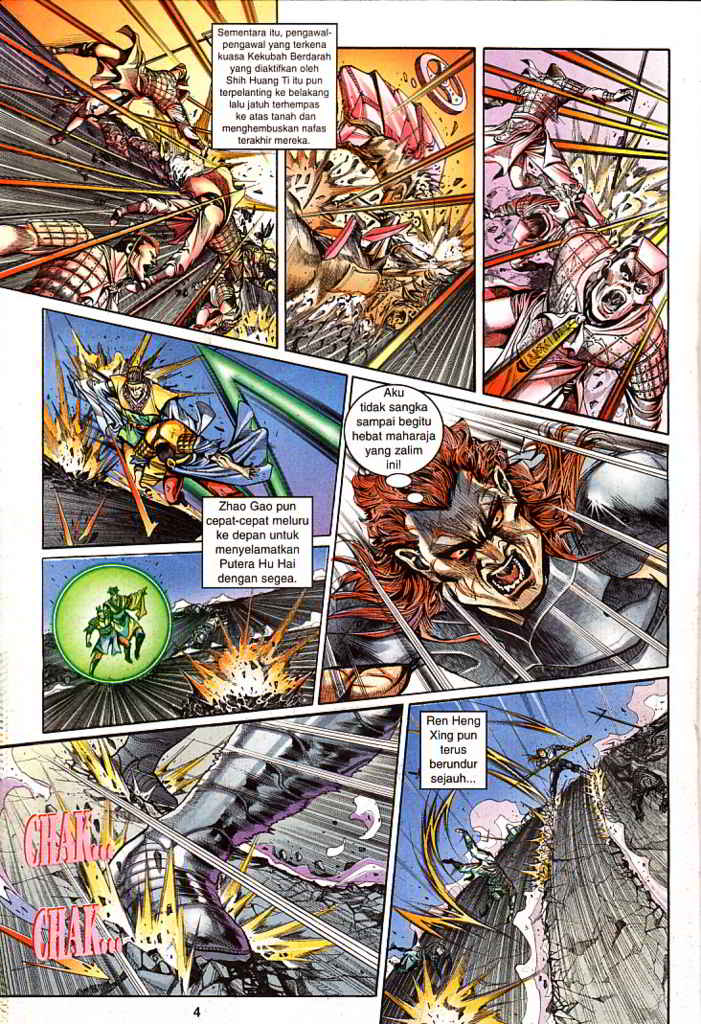 Sementara itu, pengawal-
pengawal yang terkena
kuasa Kekubah Berdarah
yang diaktifkan oleh
Shih Huang Ti itu pun
terpelanting ke belakang
lalu jatuh terhempas
ke atas tanah dan
menghembuskan nafas
terakhir mereka.
Zhao Gao pun
cepat-cepat meluru
ke depan untuk
menyelamatkan
Putera Hu Hai
dengan segea.
Aku
tidak sangka
sampai begitu
hebat maharaja
yang zalim
ini!
CHAK...
CHAK...
Ren Heng
Xing pun
terus
berundur
sejauh...
4